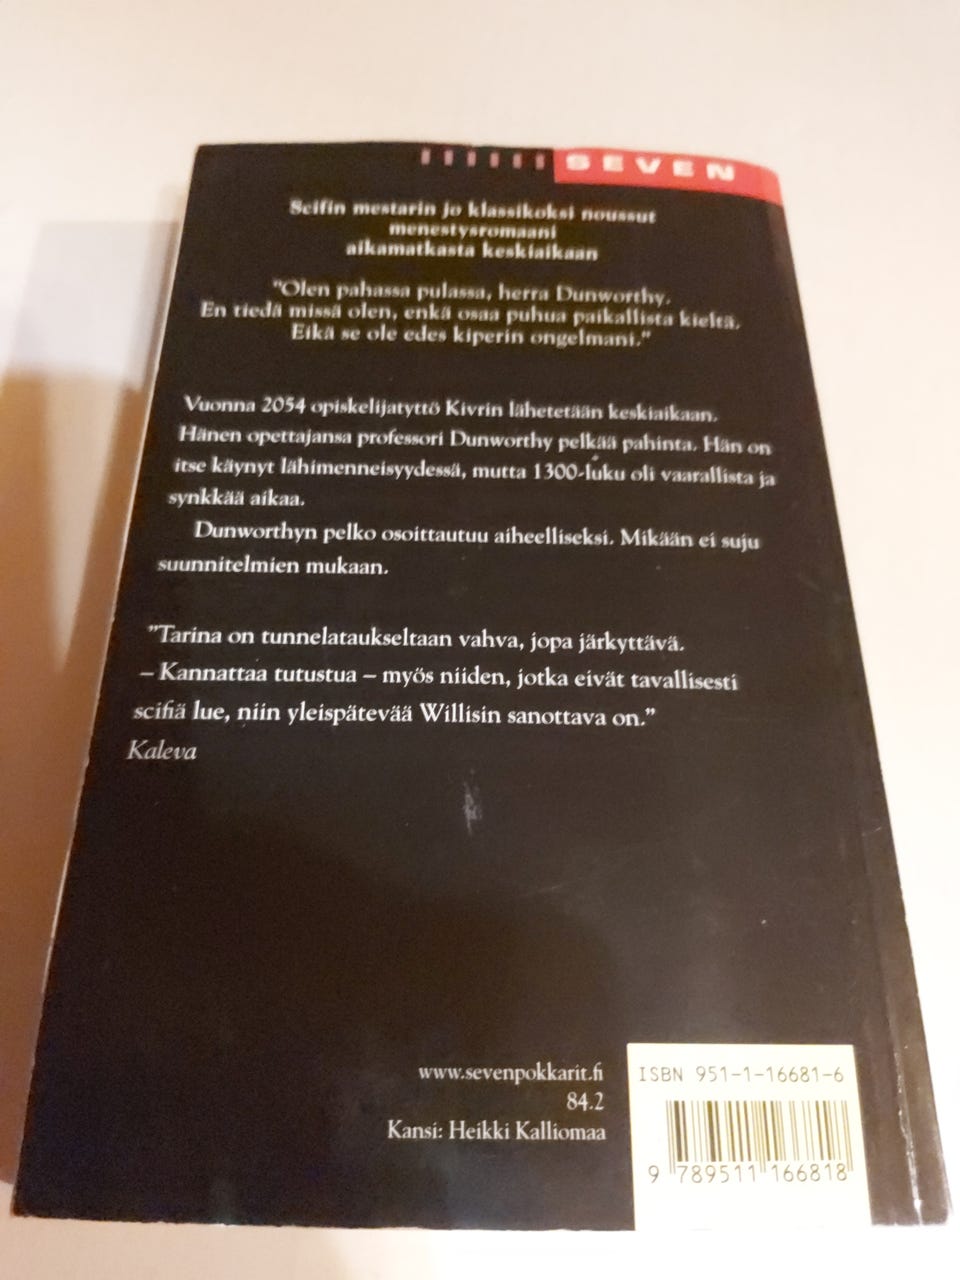 SEVEN
Scifin mestarin jo klassikoksi noussut
menestysromaani
aikamatkasta keskiaikaan
"Olen pahassa pulassa, herra Dunworthy.
En tiedä missä olen, enkä osaa puhua paikallista kieltä.
Eikä se ole edes kiperin ongelmani."
Vuonna 2054 opiskelijatyttö Kivrin lähetetään keskiaikaan.
Hänen opettajansa professori Dunworthy pelkää pahinta. Hän on
itse käynyt lähimenneisyydessä, mutta 1300-luku oli vaarallista ja
synkkää aikaa.
Dunworthyn pelko osoittautuu aiheelliseksi. Mikään ei suju
suunnitelmien mukaan.
"Tarina on tunnelataukseltaan vahva, jopa järkyttävä.
– Kannattaa tutustua – myös niiden, jotka eivät tavallisesti
scifiä lue, niin yleispätevää Willisin sanottava on."
Kaleva
www.sevenpokkarit.fi
84.2
Kansi: Heikki Kalliomaa
ISBN 951-1-16681-6
9 789511 166818